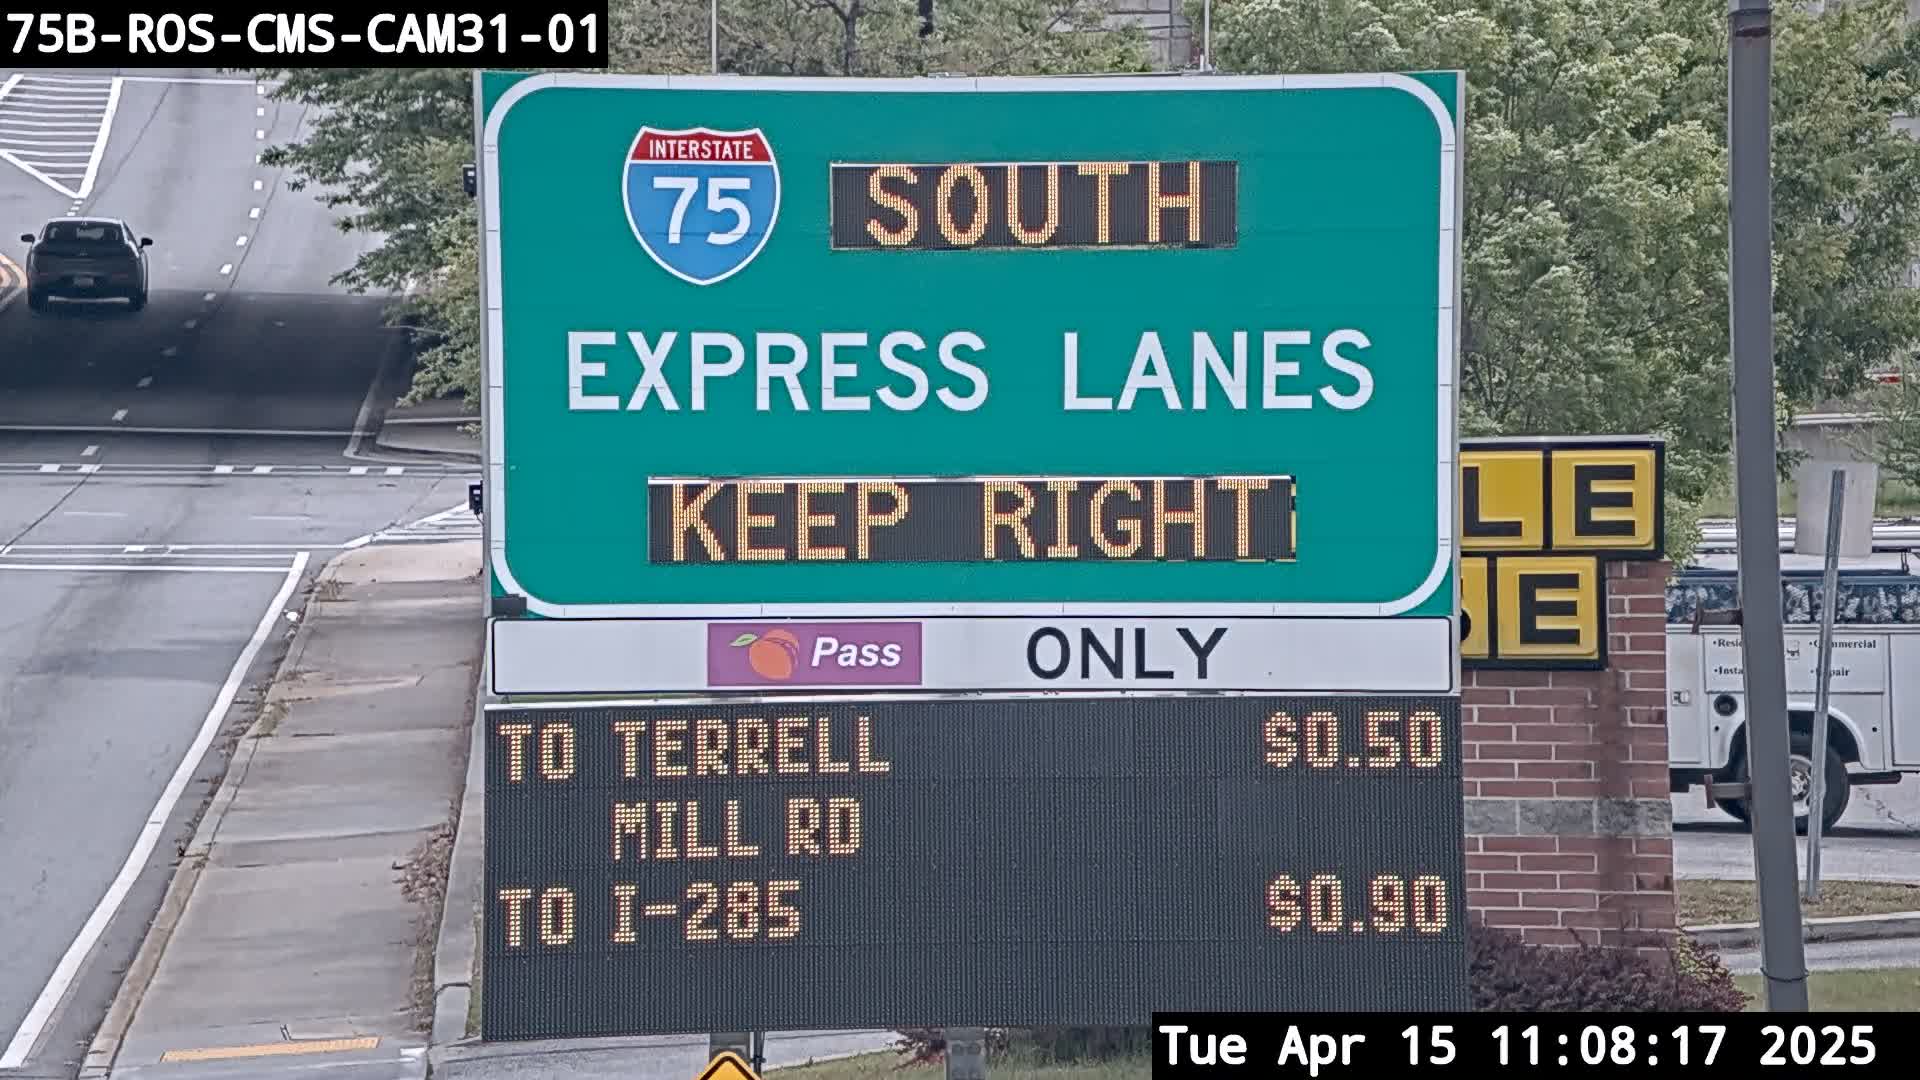 75B-ROS-CMS-CAM31-01
INTERSTATE
75
SOUTH
EXPRESS LANES
KEEP RIGHT
Pass ONLY
TO TERRELL $0.50
MILL RD
TO I-285 $0.90
LE
E
Tue Apr 15 11:08:17 2025